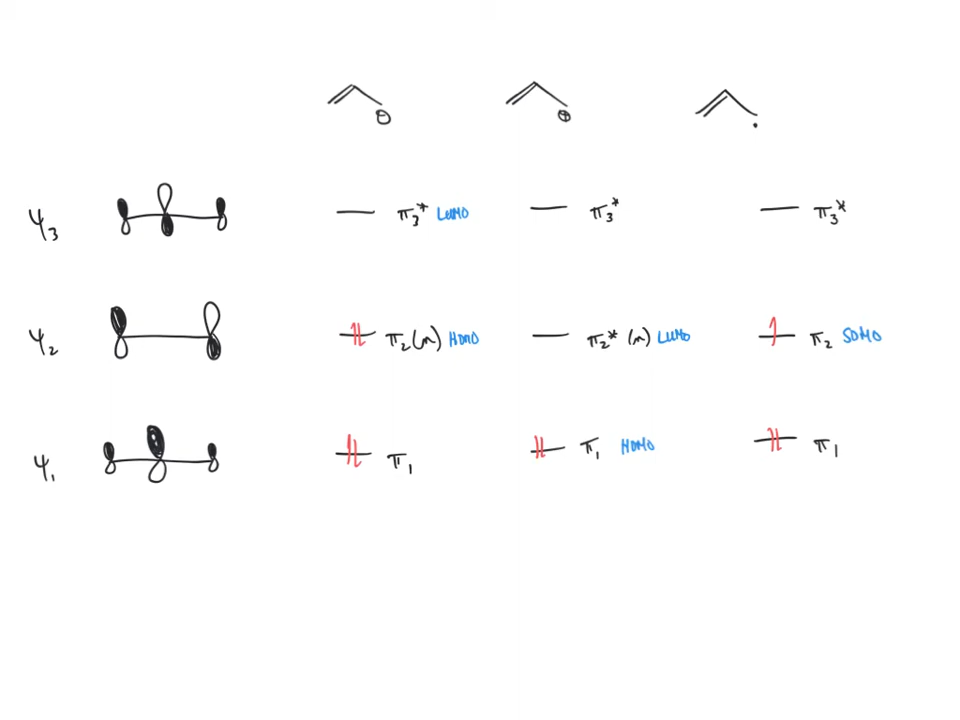 ⊖ ⊕ •
ψ₃ π₃* LUMO π₃* π₃*
ψ₂ π₂(n) HOMO π₂* (n) LUMO π₂ SOMO
ψ₁ π₁ π₁ HOMO π₁